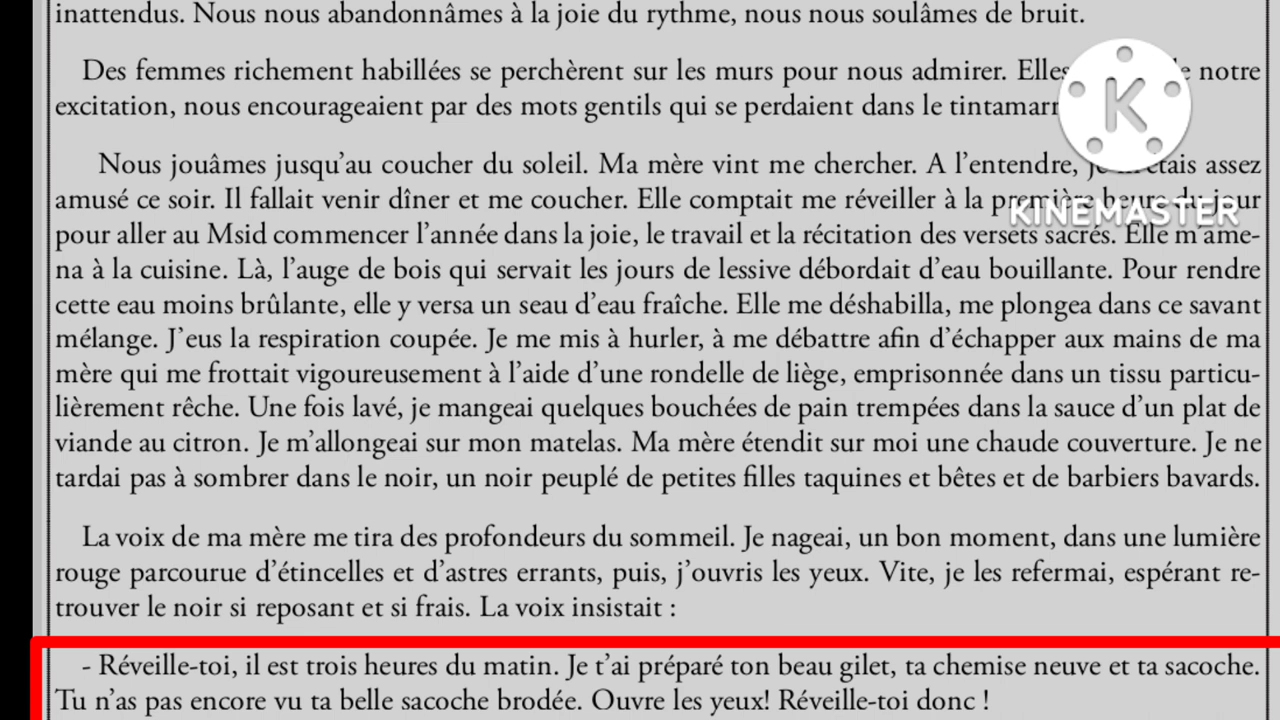 inattendus. Nous nous abandonnâmes à la joie du rythme, nous nous soulâmes de bruit.
Des femmes richement habillées se perchèrent sur les murs pour nous admirer. Elles notre
excitation, nous encourageaient par des mots gentils qui se perdaient dans le
K
Nous jouâmes jusqu'au coucher du soleil. Ma mère vint me chercher. A l'entendre, assez
amusé ce soir. Il fallait venir dîner et me coucher. Elle comptait me réveiller à la première heure du jour
KINEMASTER
pour aller au Msid commencer l'année dans la joie, le travail et la récitation des versets sacrés. Elle m'ame-
na à la cuisine. Là, l'auge de bois qui servait les jours de lessive débordait d'eau bouillante. Pour rendre
cette eau moins brûlante, elle y versa un seau d'eau fraîche. Elle me déshabilla, me plongea dans ce savant
mélange. J'eus la respiration coupée. Je me mis à hurler, à me débattre afin d'échapper aux mains de ma
mère qui me frottait vigoureusement à l'aide d'une rondelle de liège, emprisonnée dans un tissu particu-
lièrement rêche. Une fois lavé, je mangeai quelques bouchées de pain trempées dans la sauce d'un plat de
viande au citron. Je m'allongeai sur mon matelas. Ma mère étendit sur moi une chaude couverture. Je ne
tardai pas à sombrer dans le noir, un noir peuplé de petites filles taquines et bêtes et de barbiers bavards.
La voix de ma mère me tira des profondeurs du sommeil. Je nageai, un bon moment, dans une lumière
rouge parcourue d'étincelles et d'astres errants, puis, j'ouvris les yeux. Vite, je les refermai, espérant re-
trouver le noir si reposant et si frais. La voix insistait :
- Réveille-toi, il est trois heures du matin. Je t'ai préparé ton beau gilet, ta chemise neuve et ta sacoche.
Tu n'as pas encore vu ta belle sacoche brodée. Ouvre les yeux! Réveille-toi donc !